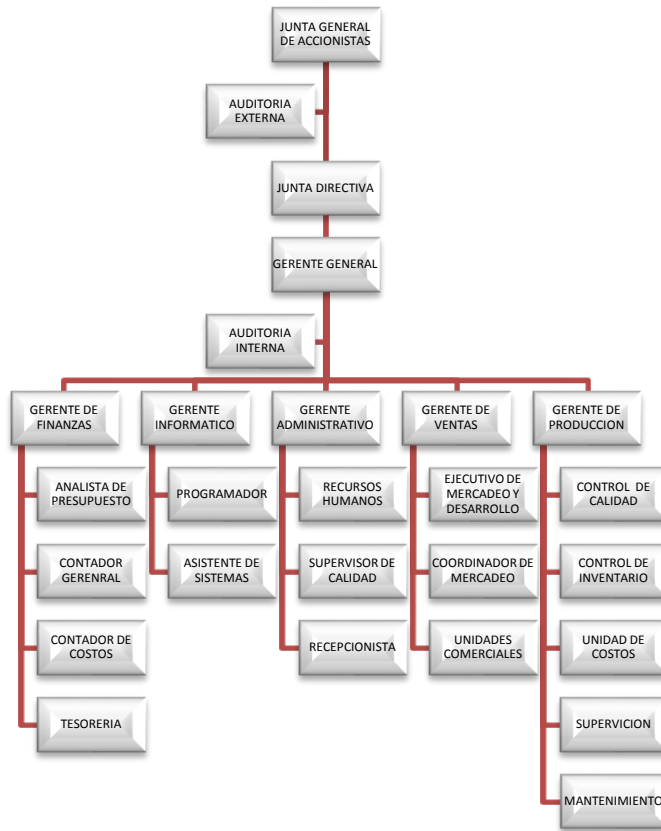 JUNTA GENERAL
DE ACCIONISTAS
AUDITORIA
EXTERNA
JUNTA DIRECTIVA
GERENTE GENERAL
AUDITORIA
INTERNA
GERENTE DE
FINANZAS
ANALISTA DE
PRESUPUESTO
CONTADOR
GERENRAL
CONTADOR DE
COSTOS
TESORERIA
GERENTE
INFORMATICO
PROGRAMADOR
ASISTENTE DE
SISTEMAS
GERENTE
ADMINISTRATIVO
RECURSOS
HUMANOS
SUPERVISOR DE
CALIDAD
RECEPCIONISTA
GERENTE DE
VENTAS
EJECUTIVO DE
MERCADEO Y
DESARROLLO
COORDINADOR DE
MERCADEO
UNIDADES
COMERCIALES
GERENTE DE
PRODUCCION
CONTROL DE
CALIDAD
CONTROL DE
INVENTARIO
UNIDAD DE
COSTOS
SUPERVICION
MANTENIMIENTO